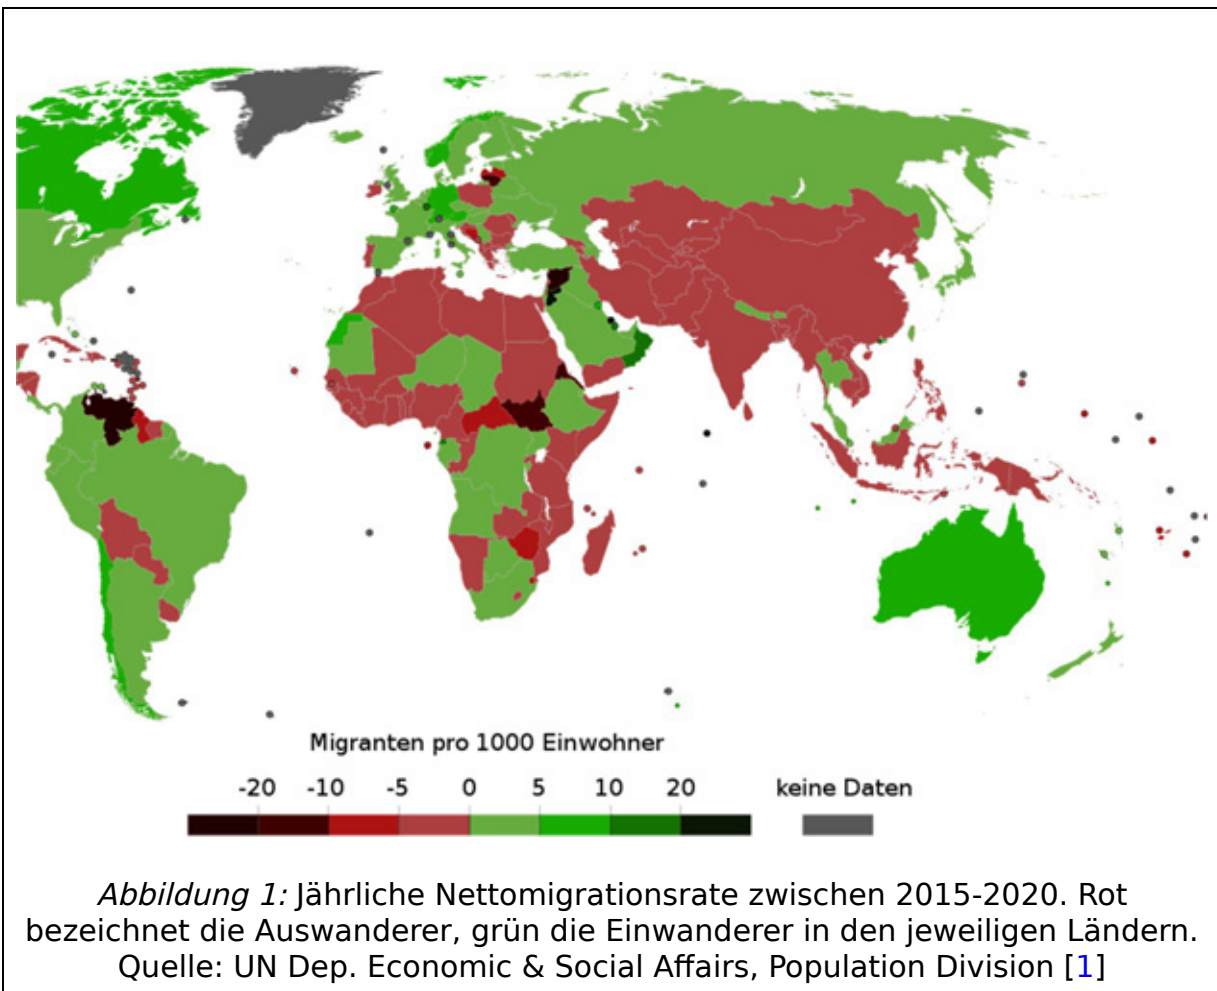 Migranten pro 1000 Einwohner
-20 -10 -5 0 5 10 20 keine Daten
Abbildung 1: Jährliche Nettomigrationsrate zwischen 2015-2020. Rot
bezeichnet die Auswanderer, grün die Einwanderer in den jeweiligen Ländern.
Quelle: UN Dep. Economic & Social Affairs, Population Division [1]